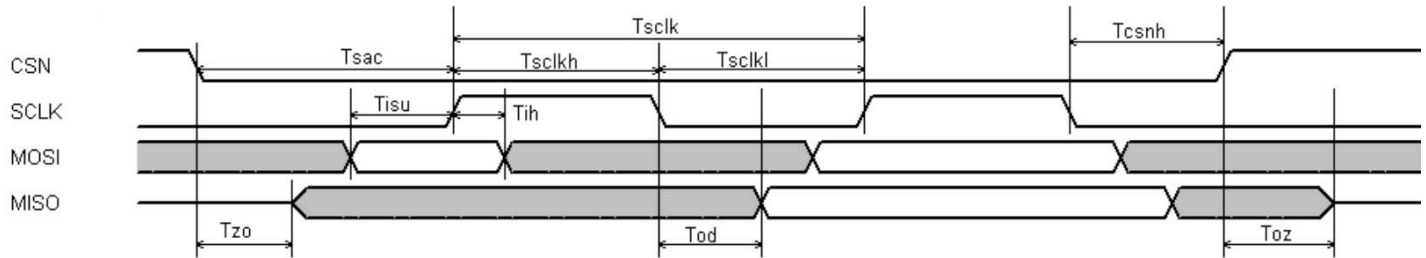 Tsclk
Tcsnh
CSN
Tsac
Tsclkh
Tsclkl
SCLK
Tisu
Tih
MOSI
MISO
Tzo
Tod
Toz